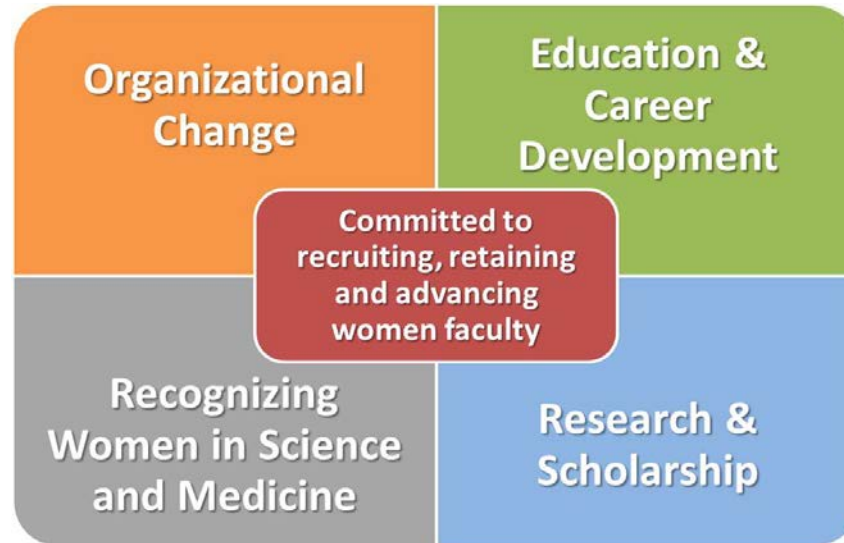 Organizational
Change
Education &
Career
Development
Committed to
recruiting, retaining
and advancing
women faculty
Recognizing
Women in Science
and Medicine
Research &
Scholarship